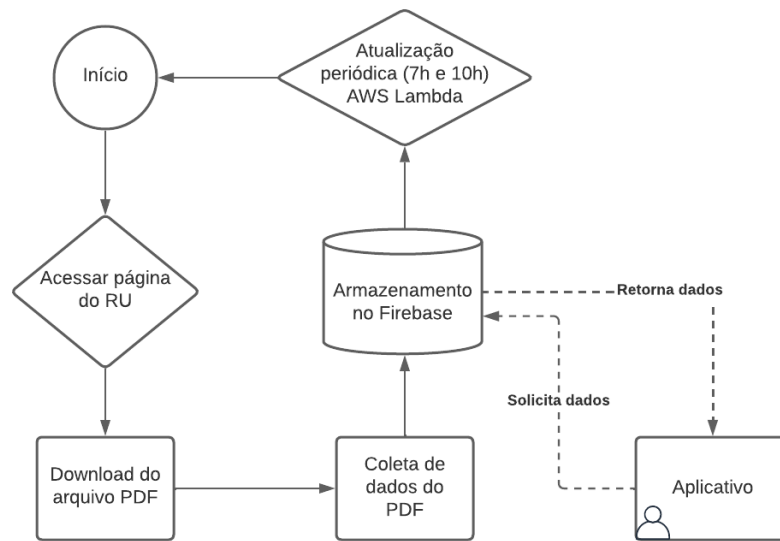 Início
Atualização
periódica (7h e 10h)
AWS Lambda
Acessar página
do RU
Armazenamento
no Firebase
Retorna dados
Solicita dados
Download do
arquivo PDF
Coleta de
dados do
PDF
Aplicativo